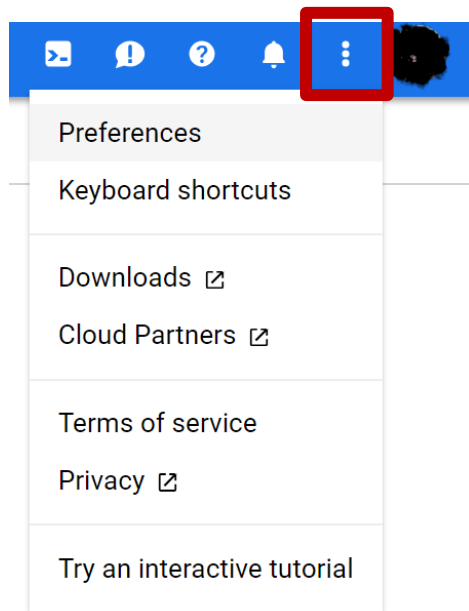 Preferences
Keyboard shortcuts
Downloads
Cloud Partners
Terms of service
Privacy
Try an interactive tutorial